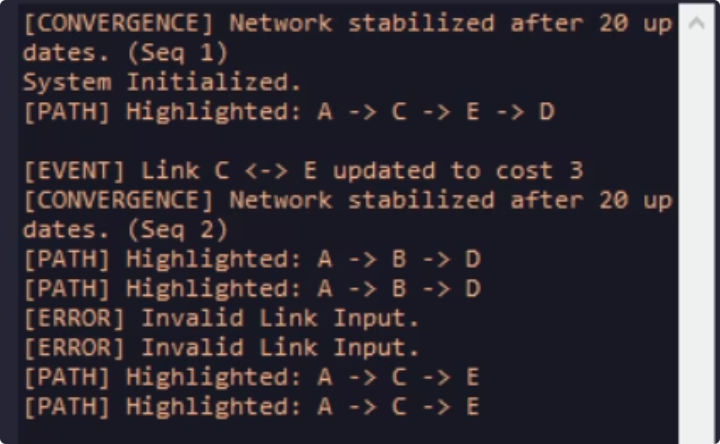 [CONVERGENCE] Network stabilized after 20 up
dates. (Seq 1)
System Initialized.
[PATH] Highlighted: A -> C -> E -> D
[EVENT] Link C <-> E updated to cost 3
[CONVERGENCE] Network stabilized after 20 up
dates. (Seq 2)
[PATH] Highlighted: A -> B -> D
[PATH] Highlighted: A -> B -> D
[ERROR] Invalid Link Input.
[ERROR] Invalid Link Input.
[PATH] Highlighted: A -> C -> E
[PATH] Highlighted: A -> C -> E